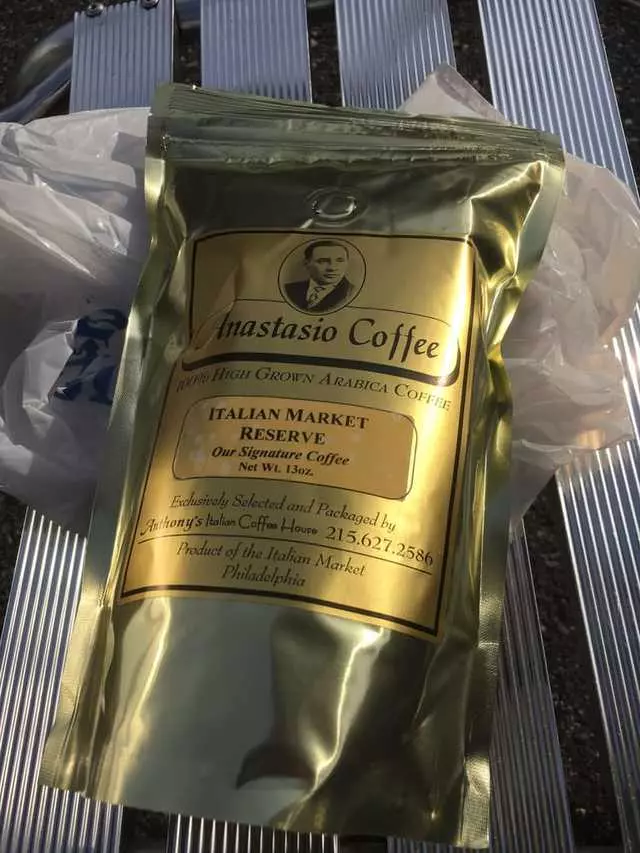 Anastasio Coffee
100% High Grown Arabica Coffee
ITALIAN MARKET
RESERVE
Our Signature Coffee
Net Wt. 13oz.
Exclusively Selected and Packaged by
Anthony's Italian Coffee House 215.627.2586
Product of the Italian Market
Philadelphia